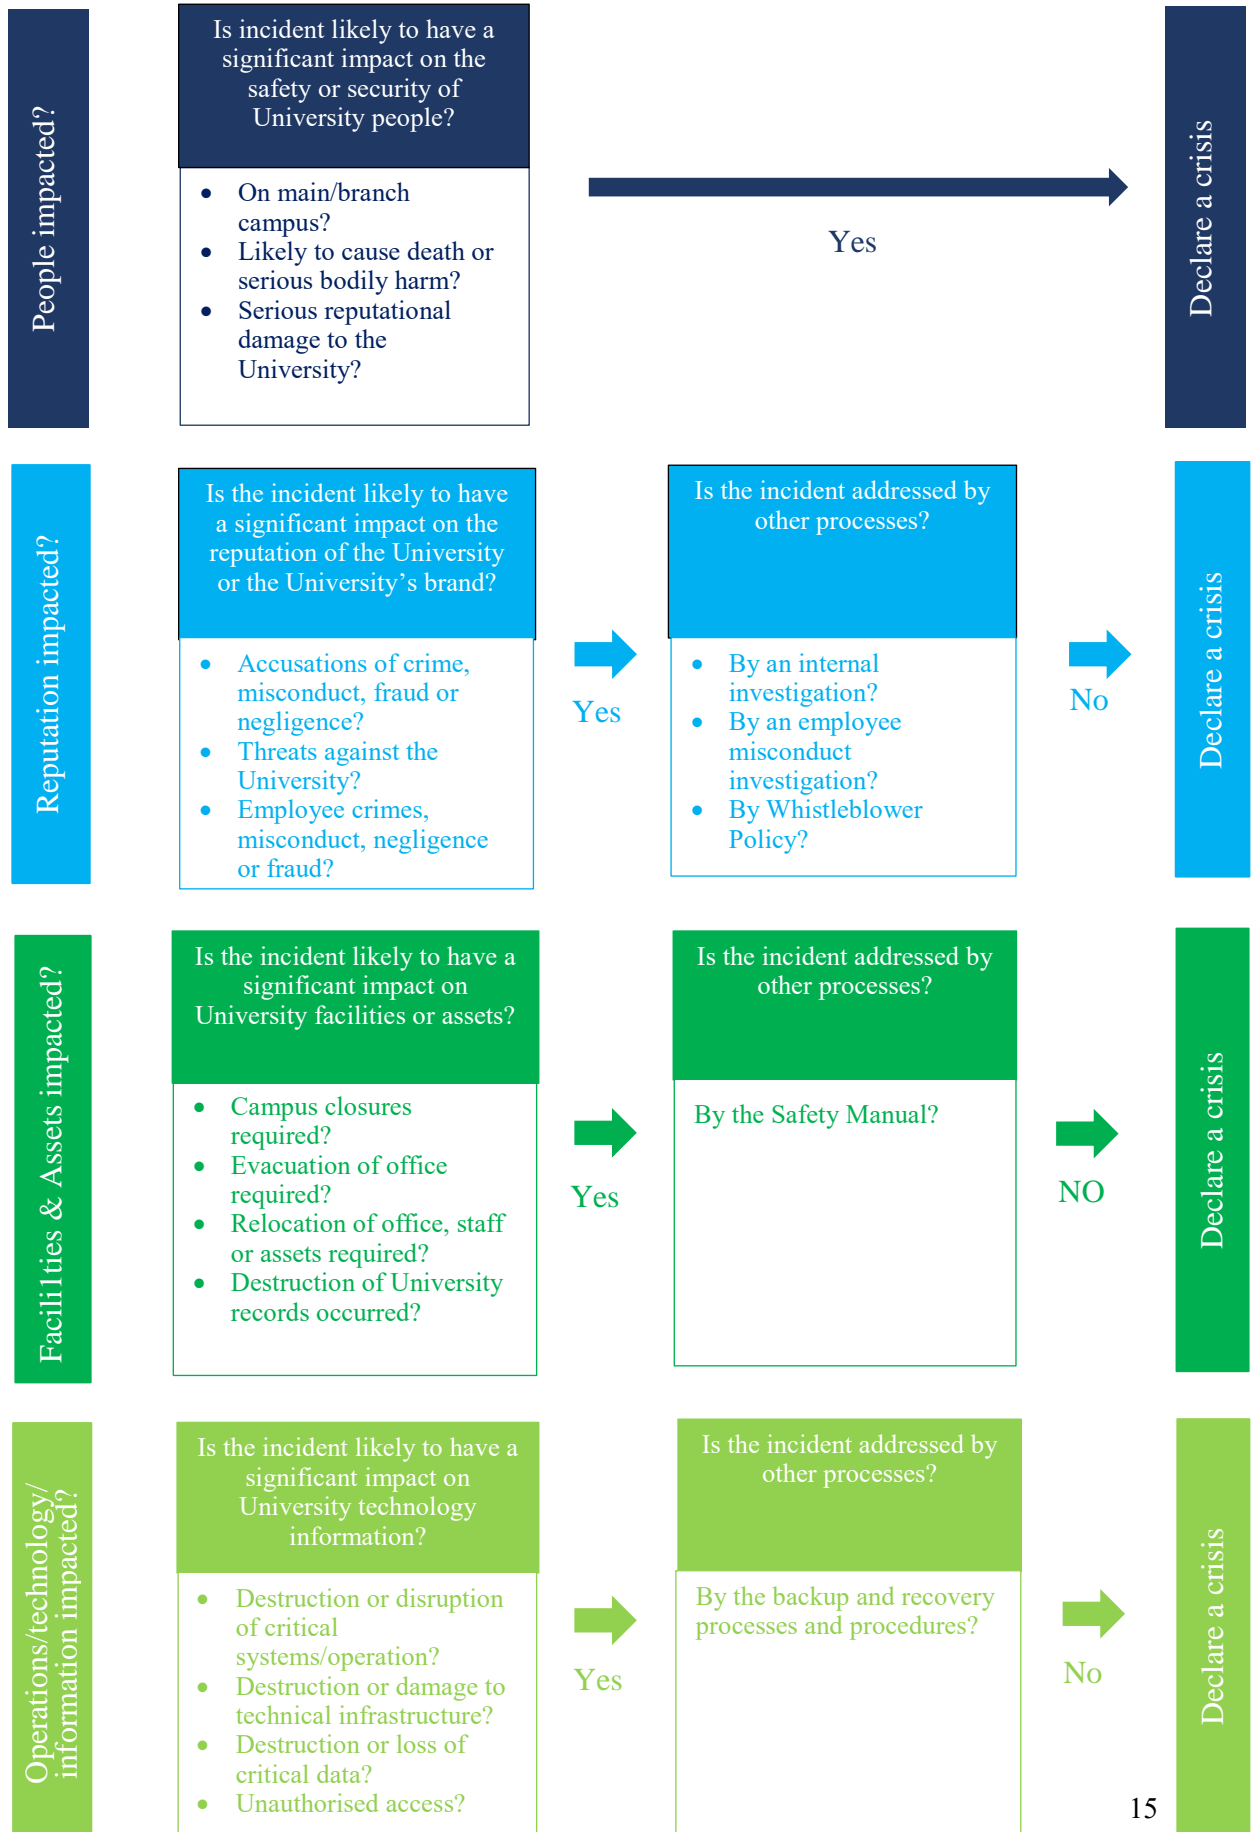 People impacted?
Is incident likely to have a
significant impact on the
safety or security of
University people?
• On main/branch
campus?
• Likely to cause death or
serious bodily harm?
• Serious reputational
damage to the
University?
Yes
Declare a crisis
Reputation impacted?
Is the incident likely to have
a significant impact on the
reputation of the University
or the University’s brand?
• Accusations of crime,
misconduct, fraud or
negligence?
• Threats against the
University?
• Employee crimes,
misconduct, negligence
or fraud?
Yes
Is the incident addressed by
other processes?
• By an internal
investigation?
• By an employee
misconduct
investigation?
• By Whistleblower
Policy?
No
Declare a crisis
Facili1ties & Assets impacted?
Is the incident likely to have a
significant impact on
University facilities or assets?
• Campus closures
required?
• Evacuation of office
required?
• Relocation of office, staff
or assets required?
• Destruction of University
records occurred?
Yes
Is the incident addressed by
other processes?
By the Safety Manual?
NO
Declare a crisis
Operations/technology/
information impacted?
Is the incident likely to have a
significant impact on
University technology
information?
• Destruction or disruption
of critical
systems/operation?
• Destruction or damage to
technical infrastructure?
• Destruction or loss of
critical data?
• Unauthorised access?
Yes
Is the incident addressed by
other processes?
By the backup and recovery
processes and procedures?
No
Declare a crisis
15